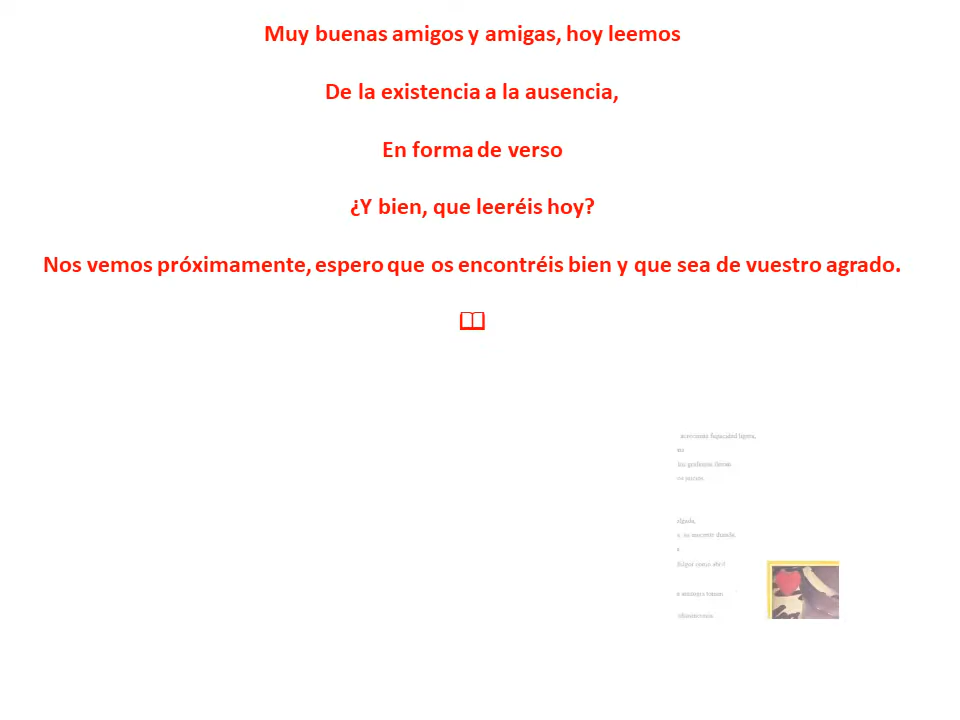 Muy buenas amigos y amigas, hoy leemos
De la existencia a la ausencia,
En forma de verso
¿Y bien, que leeréis hoy?
Nos vemos próximamente, espero que os encontréis bien y que sea de vuestro agrado.